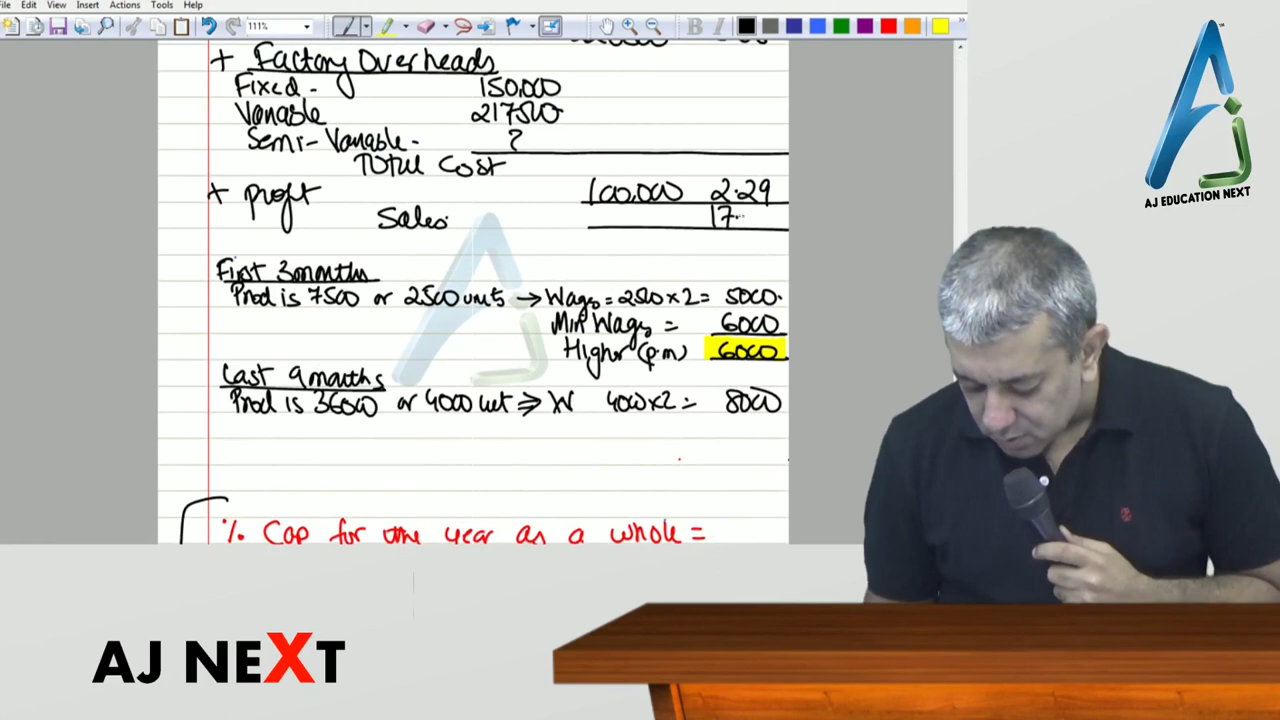 File Edit View Insert Actions Tools Help
111%
B I
+ Factory Overheads
Fixed - 150,000
Variable 217500
Semi-Variable - ?
TOTAL COST
+ profit 100,000 2.29
Sales 17.
First 3 months
Prod is 7500 or 2500 units → Wages = 2500 x 2 = 5000.
Min Wages = 6000
Higher (p.m) 6000
Last 9 months
Prod is 36000 or 4000 unit ⇒ W 4000 x 2 = 8000
% Cap for one year as a whole =
AJ EDUCATION NEXT
AJ NEXT